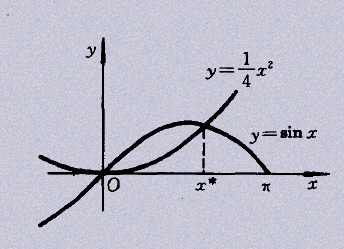 y
y=1/4 x²
y=sin x
O
x*
π
x